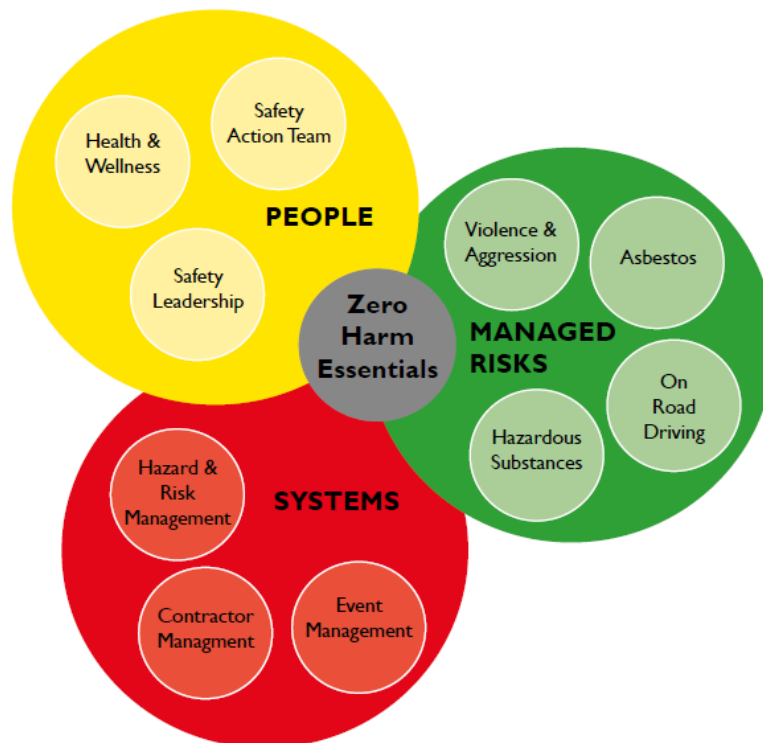 Safety
Action Team
Health &
Wellness
PEOPLE
Safety
Leadership
Violence &
Aggression
Asbestos
Zero
Harm
Essentials
MANAGED
RISKS
On
Road
Driving
Hazardous
Substances
Hazard &
Risk
Management
SYSTEMS
Contractor
Managment
Event
Management